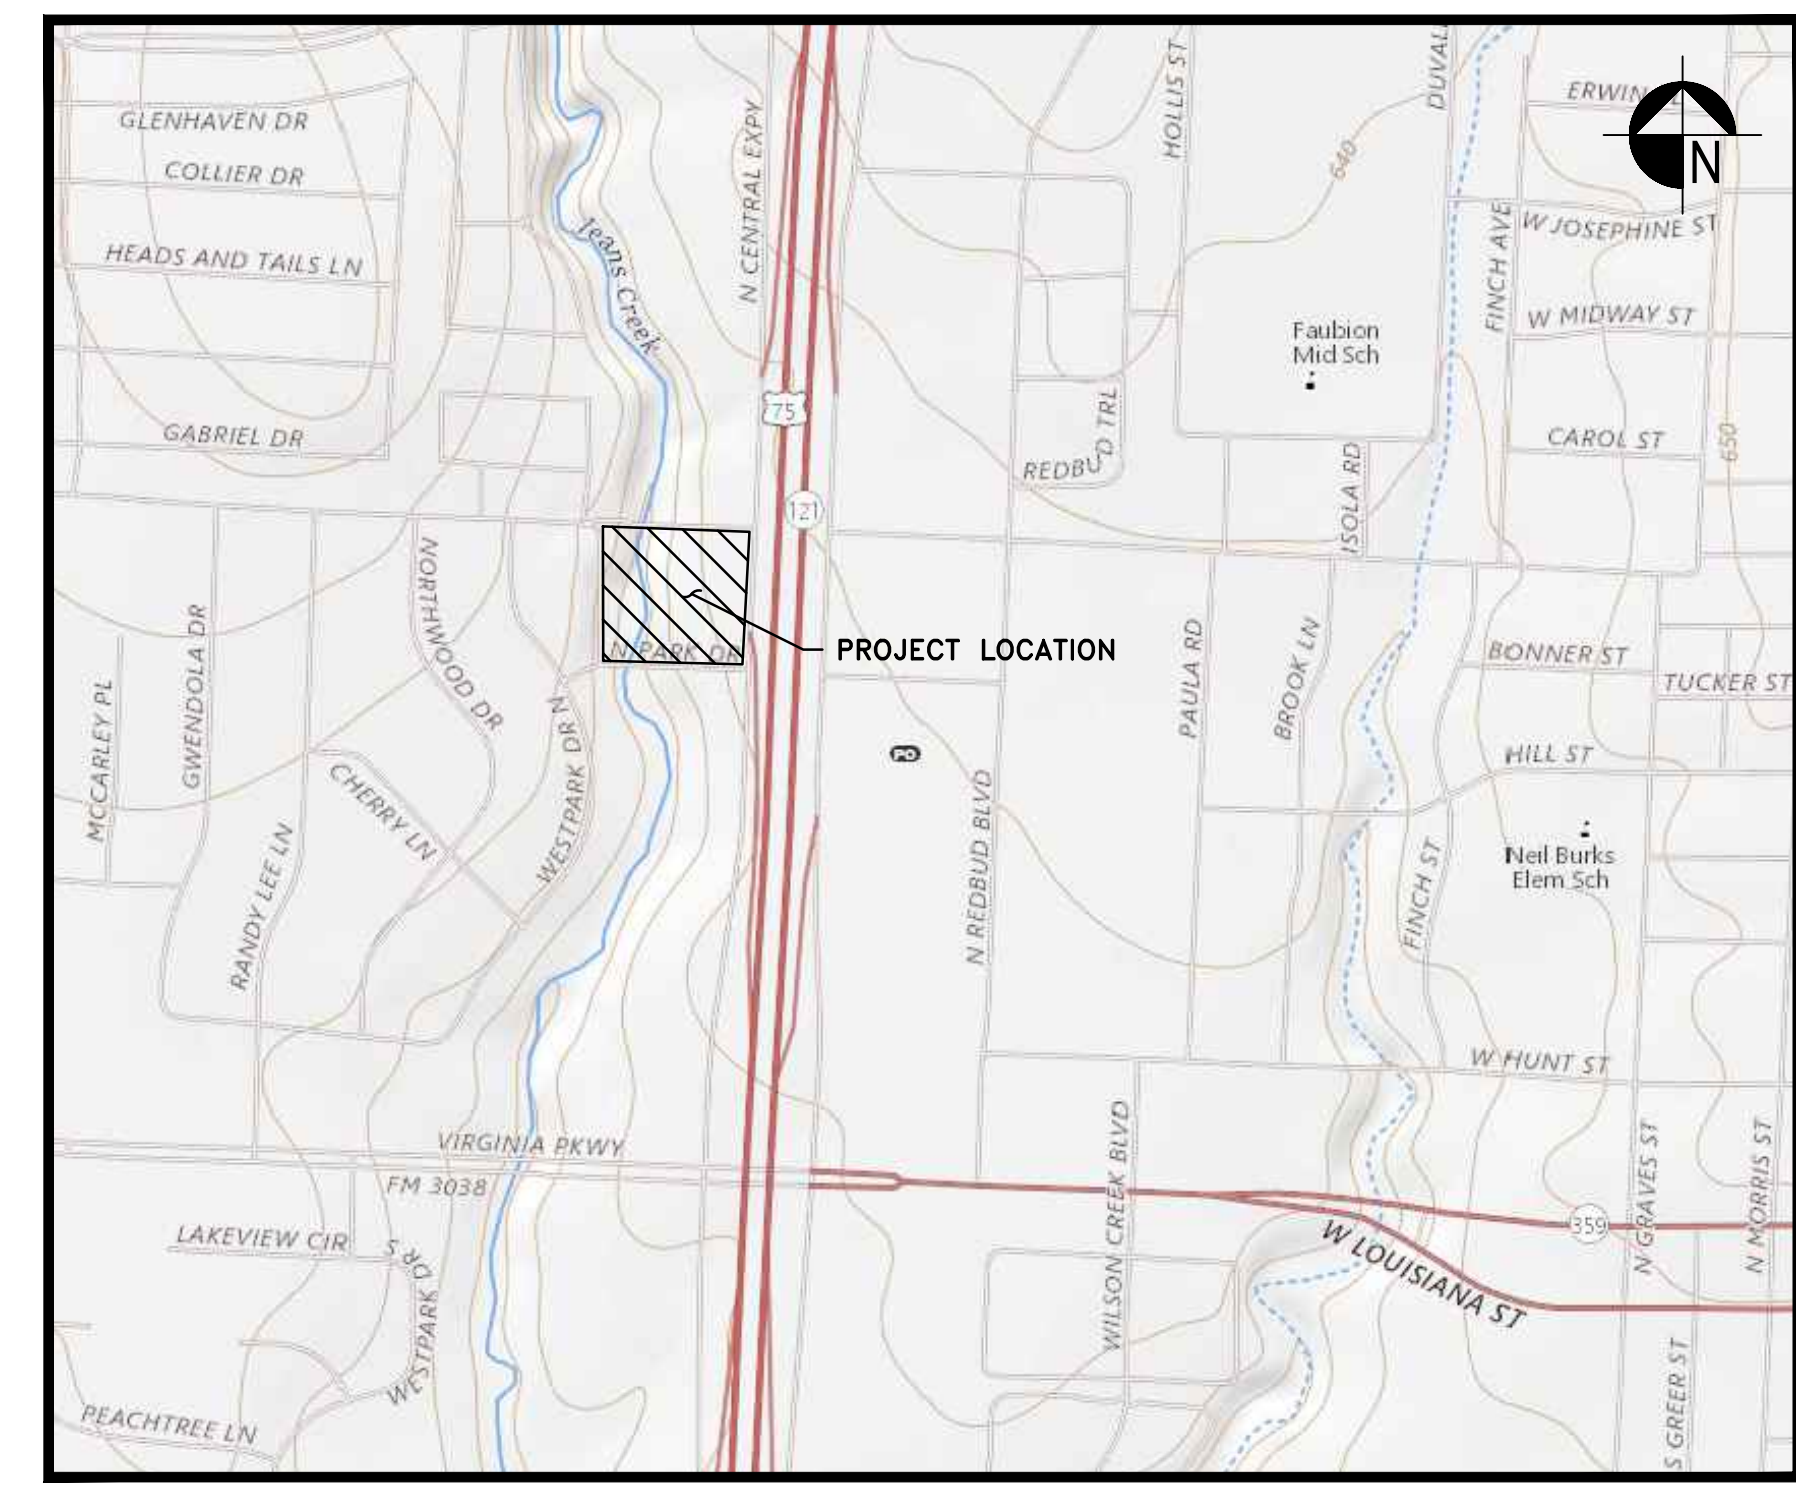 DUVAL
HOLLIS ST
ERWIN
GLENHAVEN DR
N
COLLIER DR
640
N CENTRAL EXPY
W JOSEPHINE ST
HEADS AND TAILS LN
Jeans Creek
FINCH AVE
W MIDWAY ST
Faubion
Mid Sch
75
GABRIEL DR
REDBUD TRL
CAROL ST
650
121
ISOLA RD
NORTHWOOD DR
N PARK DR
PROJECT LOCATION
BONNER ST
TUCKER ST
GWENDOLA DR
MCCARLEY PL
PAULA RD
BROOK LN
WESTPARK DR N
PO
HILL ST
CHERRY LN
RANDY LEE LN
N REDBUD BLVD
FINCH ST
Neil Burks
Elem Sch
W HUNT ST
VIRGINIA PKWY
FM 3038
WILSON CREEK BLVD
N GRAVES ST
N MORRIS ST
LAKEVIEW CIR
359
W LOUISIANA ST
WESTPARK DR S
PEACHTREE LN
S GREER ST